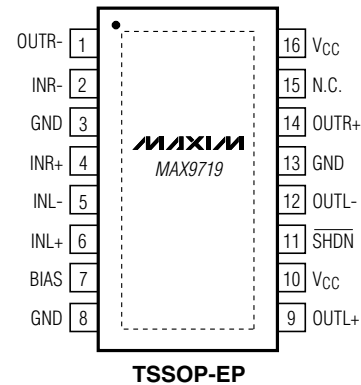 OUTR- 1
INR- 2
GND 3
INR+ 4
INL- 5
INL+ 6
BIAS 7
GND 8
MAXIM
MAX9719
16 VCC
15 N.C.
14 OUTR+
13 GND
12 OUTL-
11 SHDN
10 VCC
9 OUTL+
TSSOP-EP